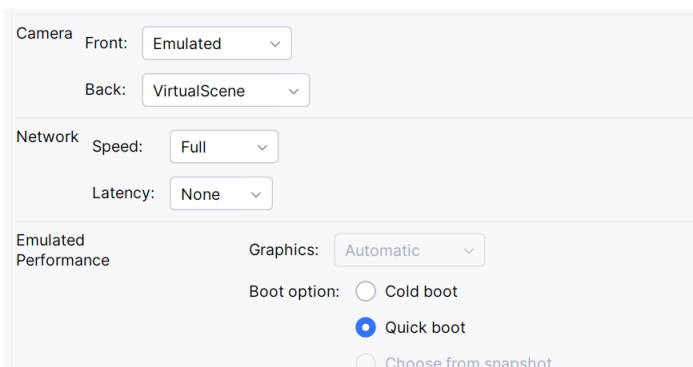 Camera
Front: Emulated
Back: VirtualScene
Network
Speed: Full
Latency: None
Emulated
Performance
Graphics: Automatic
Boot option: Cold boot
Quick boot
Choose from snapshot